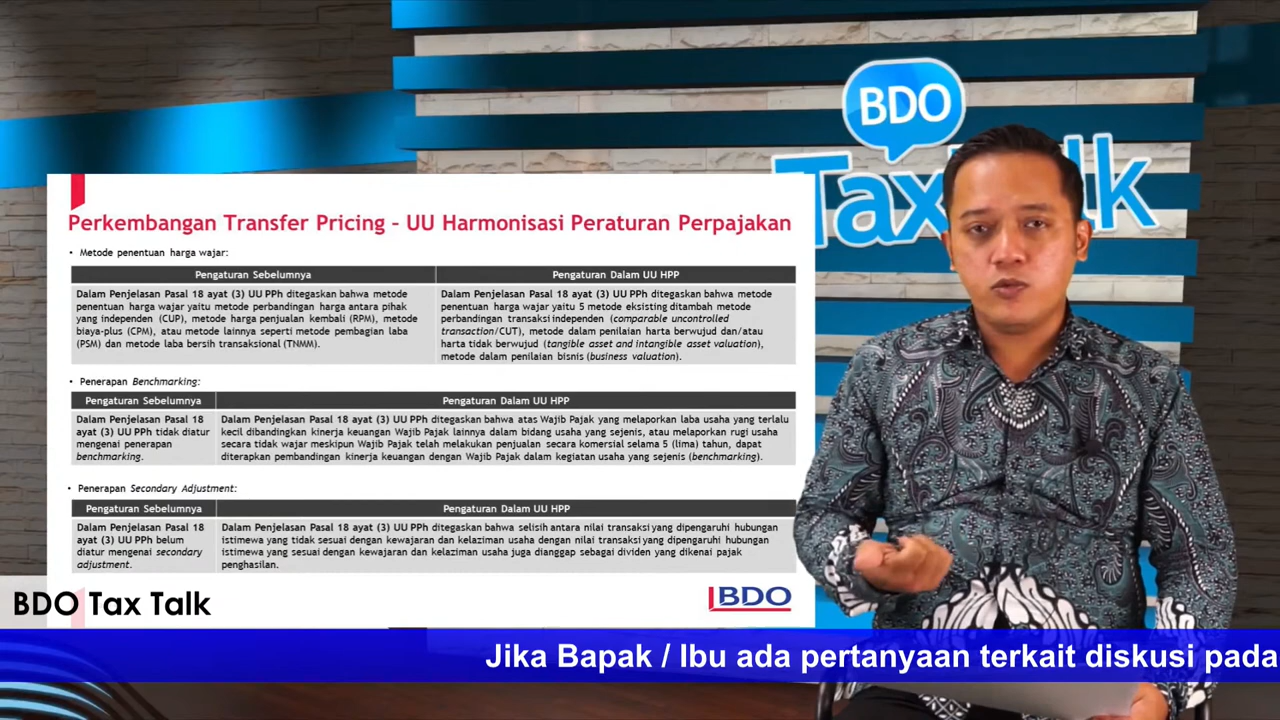 BDO
Tax Talk
Perkembangan Transfer Pricing - UU Harmonisasi Peraturan Perpajakan
• Metode penentuan harga wajar:
Pengaturan Sebelumnya
Pengaturan Dalam UU HPP
Dalam Penjelasan Pasal 18 ayat (3) UU PPh ditegaskan bahwa metode
penentuan harga wajar yaitu metode perbandingan harga antara pihak
yang independen (CUP), metode harga penjualan kembali (RPM), metode
biaya-plus (CPM), atau metode lainnya seperti metode pembagian laba
(PSM) dan metode laba bersih transaksional (TNMM).
Dalam Penjelasan Pasal 18 ayat (3) UU PPh ditegaskan bahwa metode
penentuan harga wajar yaitu 5 metode eksisting ditambah metode
perbandingan transaksi independen (comparable uncontrolled
transaction/CUT), metode dalam penilaian harta berwujud dan/atau
harta tidak berwujud (tangible asset and intangible asset valuation),
metode dalam penilaian bisnis (business valuation).
• Penerapan Benchmarking:
Pengaturan Sebelumnya
Pengaturan Dalam UU HPP
Dalam Penjelasan Pasal 18
ayat (3) UU PPh tidak diatur
mengenai penerapan
benchmarking.
Dalam Penjelasan Pasal 18 ayat (3) UU PPh ditegaskan bahwa atas Wajib Pajak yang melaporkan laba usaha yang terlalu
kecil dibandingkan kinerja keuangan Wajib Pajak lainnya dalam bidang usaha yang sejenis, atau melaporkan rugi usaha
secara tidak wajar meskipun Wajib Pajak telah melakukan penjualan secara komersial selama 5 (lima) tahun, dapat
diterapkan pembandingan kinerja keuangan dengan Wajib Pajak dalam kegiatan usaha yang sejenis (benchmarking).
• Penerapan Secondary Adjustment:
Pengaturan Sebelumnya
Pengaturan Dalam UU HPP
Dalam Penjelasan Pasal 18
ayat (3) UU PPh belum
diatur mengenai secondary
adjustment.
Dalam Penjelasan Pasal 18 ayat (3) UU PPh ditegaskan bahwa selisih antara nilai transaksi yang dipengaruhi hubungan
istimewa yang tidak sesuai dengan kewajaran dan kelaziman usaha dengan nilai transaksi yang dipengaruhi hubungan
istimewa yang sesuai dengan kewajaran dan kelaziman usaha juga dianggap sebagai dividen yang dikenai pajak
penghasilan.
BDO
BDO Tax Talk
Jika Bapak / Ibu ada pertanyaan terkait diskusi pada